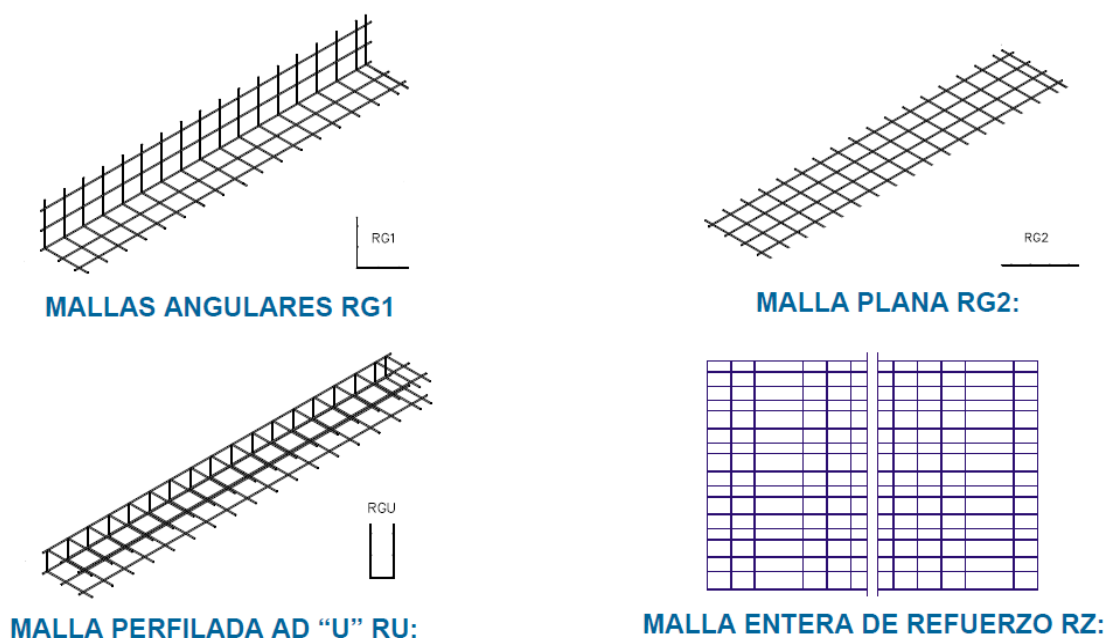 RG1
MALLAS ANGULARES RG1
RG2
MALLA PLANA RG2:
RGU
MALLA PERFILADA AD “U” RU:
MALLA ENTERA DE REFUERZO RZ: